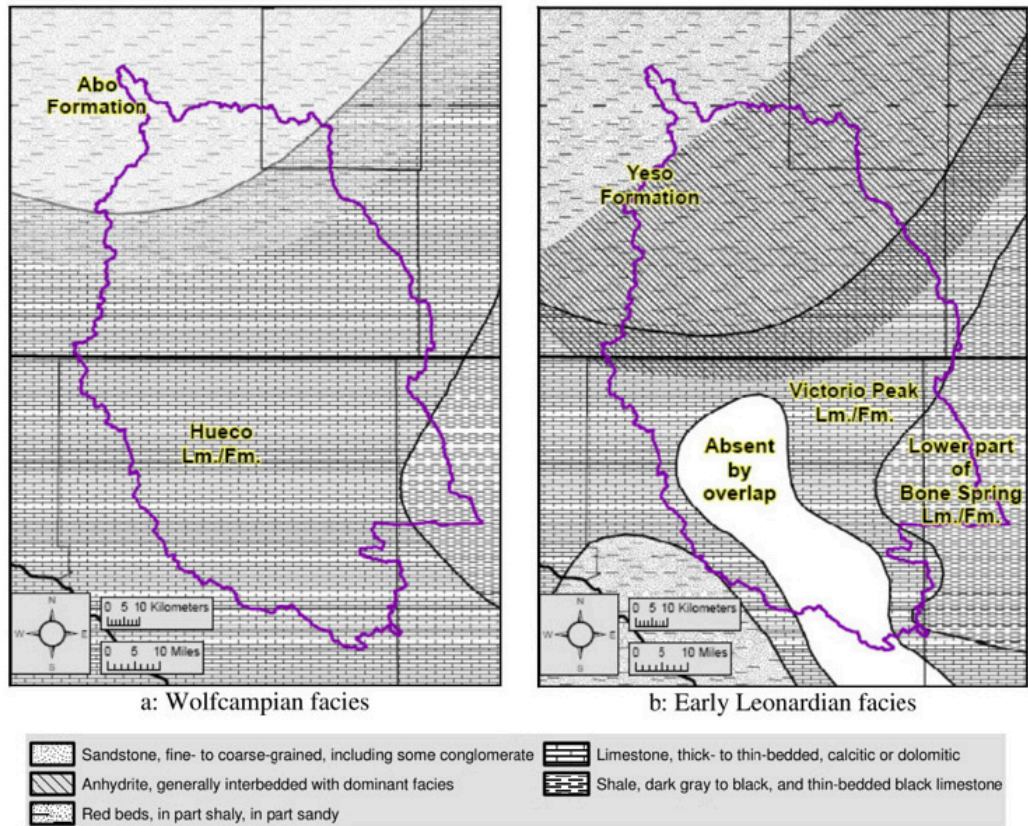 Abo
Formation
Hueco
Lm./Fm.
N
W E
S
0 5 10 Kilometers
0 5 10 Miles
a: Wolfcampian facies
Yeso
Formation
Victorio Peak
Lm./Fm.
Absent
by
overlap
Lower part
of
Bone Spring
Lm./Fm.
N
W E
S
0 5 10 Kilometers
0 5 10 Miles
b: Early Leonardian facies
Sandstone, fine- to coarse-grained, including some conglomerate
Anhydrite, generally interbedded with dominant facies
Red beds, in part shaly, in part sandy
Limestone, thick- to thin-bedded, calcitic or dolomitic
Shale, dark gray to black, and thin-bedded black limestone